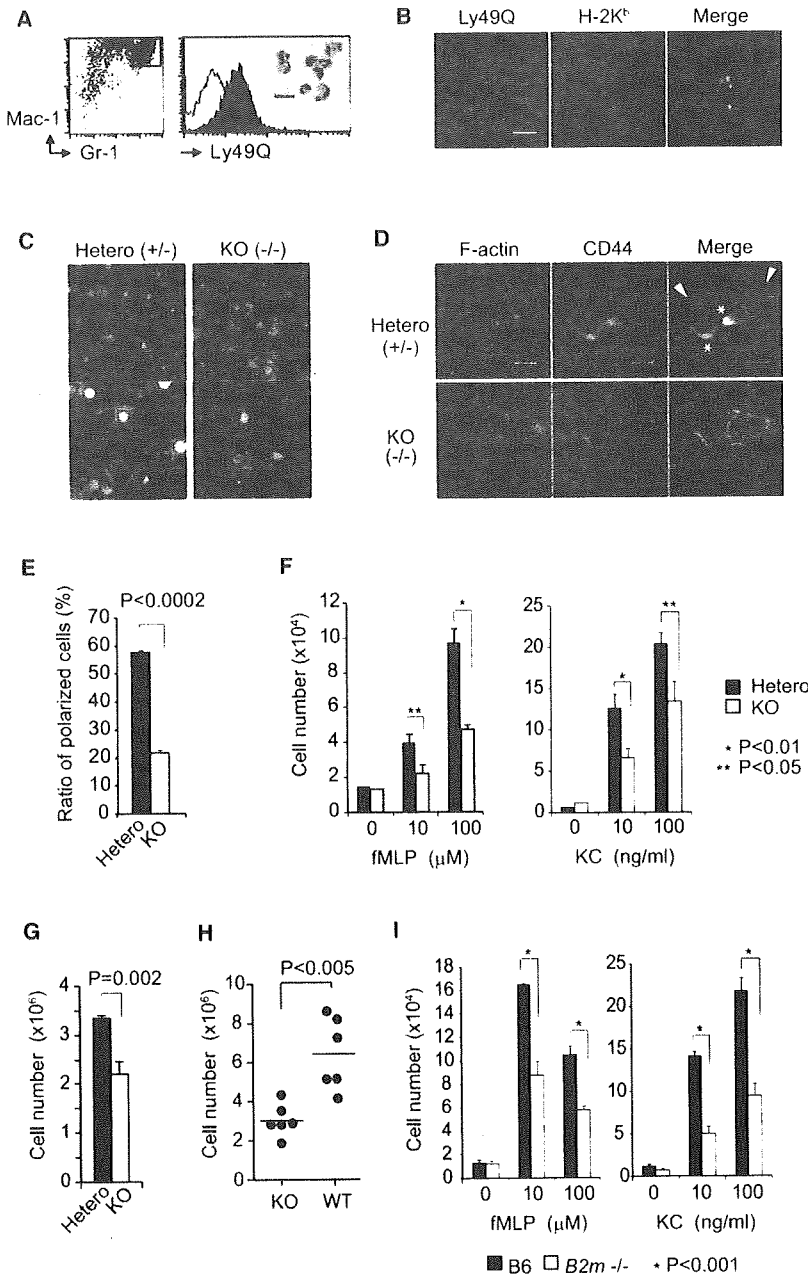 A
Mac-1
Gr-1
Ly49Q
B
Ly49Q H-2Kᵇ Merge
C
Hetero (+/-) KO (-/-)
D
F-actin CD44 Merge
Hetero
(+/-)
*
*
KO
(-/-)
E
P<0.0002
Ratio of polarized cells (%)
70
60
50
40
30
20
10
0
Hetero
KO
F
Cell number (x10⁴)
12
10
8
6
4
2
0
**
*
0 10 100
fMLP (μM)
25
20
15
10
5
0
*
**
0 10 100
KC (ng/ml)
Hetero
KO
* P<0.01
** P<0.05
G
P=0.002
Cell number (x10⁶)
4
3
2
1
0
Hetero
KO
H
P<0.005
Cell number (x10⁶)
10
8
6
4
2
0
KO WT
I
Cell number (x10⁴)
18
16
14
12
10
8
6
4
2
0
*
*
0 10 100
fMLP (μM)
25
20
15
10
5
0
*
*
0 10 100
KC (ng/ml)
B6 B2m -/- * P<0.001